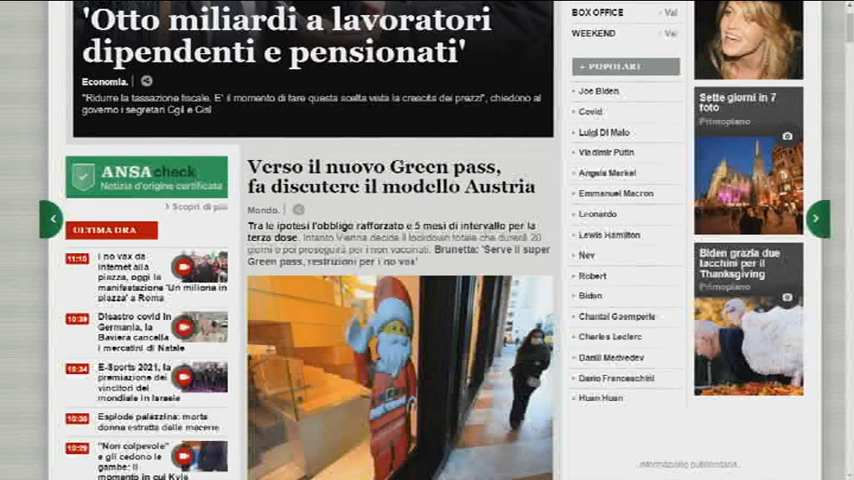 'Otto miliardi a lavoratori
dipendenti e pensionati'
Economia.
"Ridurre la tassazione fiscale. E' il momento di fare questa scelta vista la crescita dei prezzi", chiedono al
governo i segretari Cgil e Cisl
ANSAcheck
Notizia d'origine certificata
› Scopri di più
ULTIMA ORA
11:18
I no vax da
internet alla
piazza, oggi la
manifestazione 'Un milione in
piazza' a Roma
10:39
Disastro covid in
Germania, la
Baviera cancella
i mercatini di Natale
10:34
E-Sports 2021, la
premiazione dei
vincitori del
mondiale in Israele
Esplode palazzina: morta
donna estratta dalle macerie
10:29
"Non colpevole"
e gli cedono le
gambe: il
momento in cui Kyle
Verso il nuovo Green pass,
fa discutere il modello Austria
Mondo.
Tra le ipotesi l'obbligo rafforzato e 5 mesi di intervallo per la
terza dose. Intanto Vienna decide il lockdown totale che durerà 20
giorni e poi proseguirà per i non vaccinati. Brunetta: 'Serve il super
Green pass, restrizioni per i no vax'
BOX OFFICE
Vai
WEEKEND
Vai
+ POPOLARI
Joe Biden
Covid
Luigi Di Maio
Vladimir Putin
Angela Merkel
Emmanuel Macron
Leonardo
Lewis Hamilton
Nev
Robert
Biden
Chantal Goemperle
Charles Leclerc
Daniil Medvedev
Dario Franceschini
Huan Huan
Sette giorni in 7
foto
Primopiano
Biden grazia due
tacchini per il
Thanksgiving
Primopiano
informazione pubblicitaria